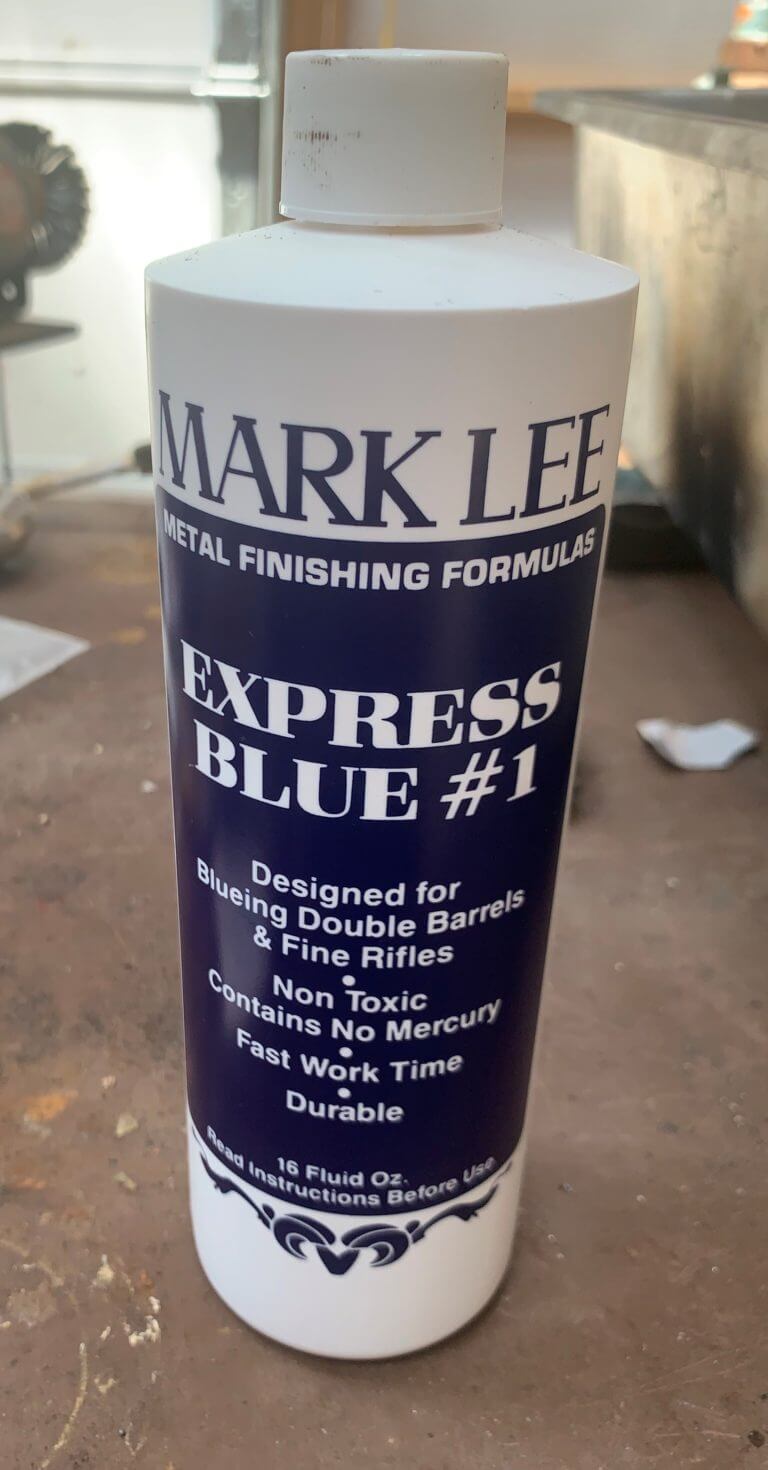 MARK LEE
METAL FINISHING FORMULAS
EXPRESS
BLUE #1
Designed for
Blueing Double Barrels
& Fine Rifles
•
Non Toxic
Contains No Mercury
•
Fast Work Time
•
Durable
16 Fluid Oz.
Read Instructions Before Use